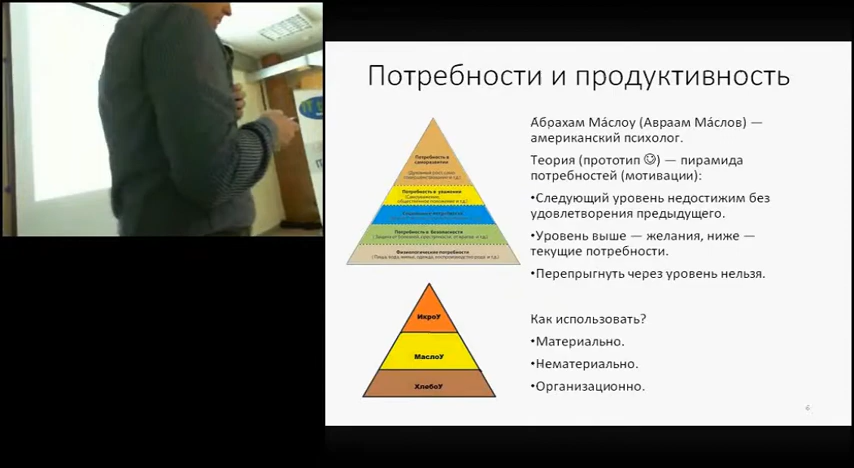 Потребности и продуктивность
Абрахам Ма́слоу (Авраам Ма́слов) —
американский психолог.
Теория (прототип ☺) — пирамида
потребностей (мотивации):
•Следующий уровень недостижим без
удовлетворения предыдущего.
•Уровень выше — желания, ниже —
текущие потребности.
•Перепрыгнуть через уровень нельзя.
Как использовать?
•Материально.
•Нематериально.
•Организационно.
Потребность в
саморазвитии
Потребность в уважении
Потребность в безопасности
Физиологические потребности
ИкроУ
МаслоУ
ХлебоУ
6